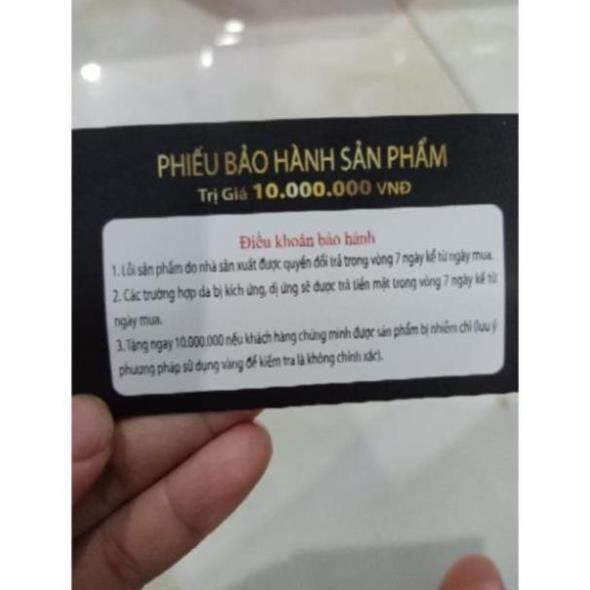 PHIẾU BẢO HÀNH SẢN PHẨM
Trị Giá 10.000.000 VNĐ
Điều khoản bảo hành
1. Lỗi sản phẩm do nhà sản xuất được quyền đổi trả trong vòng 7 ngày kể từ ngày mua.
2. Các trường hợp da bị kích ứng, dị ứng sẽ được trả tiền mặt trong vòng 7 ngày kể từ
ngày mua.
3. Tặng ngay 10.000.000 nếu khách hàng chứng minh được sản phẩm bị nhiễm chì (lưu ý
phương pháp sử dụng vàng để kiểm tra là không chính xác).